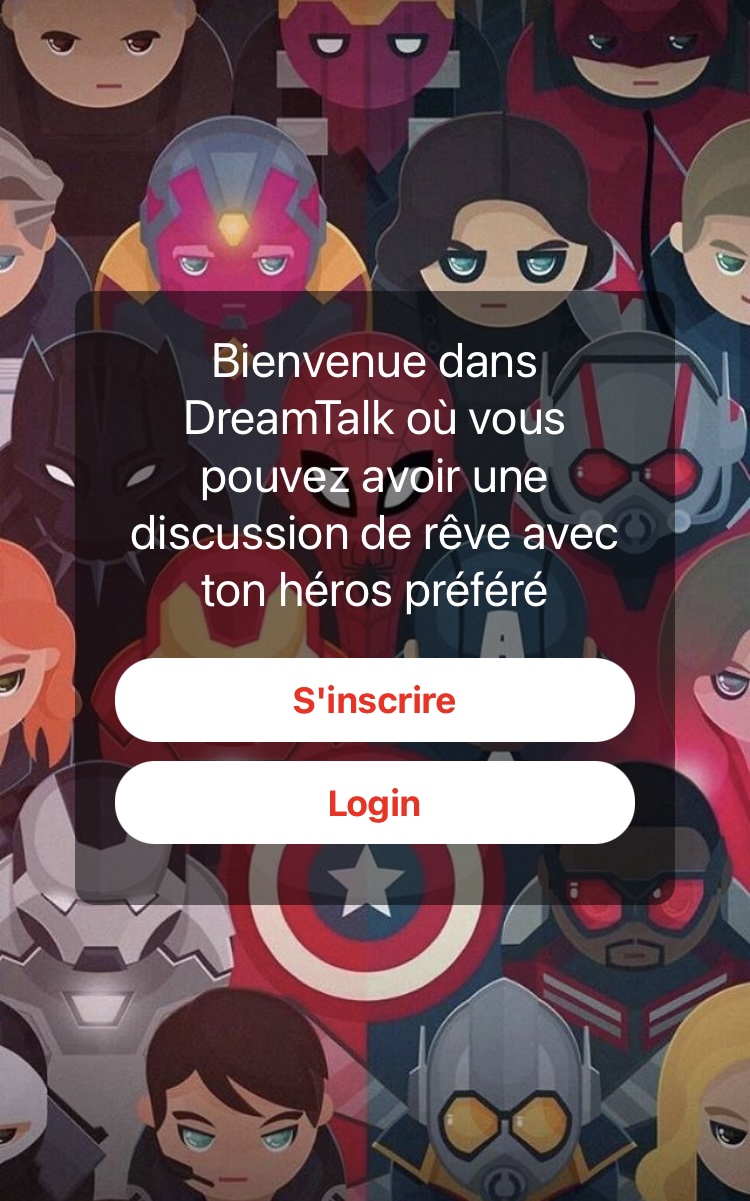 Bienvenue dans
DreamTalk où vous
pouvez avoir une
discussion de rêve avec
ton héros préféré
S'inscrire
Login